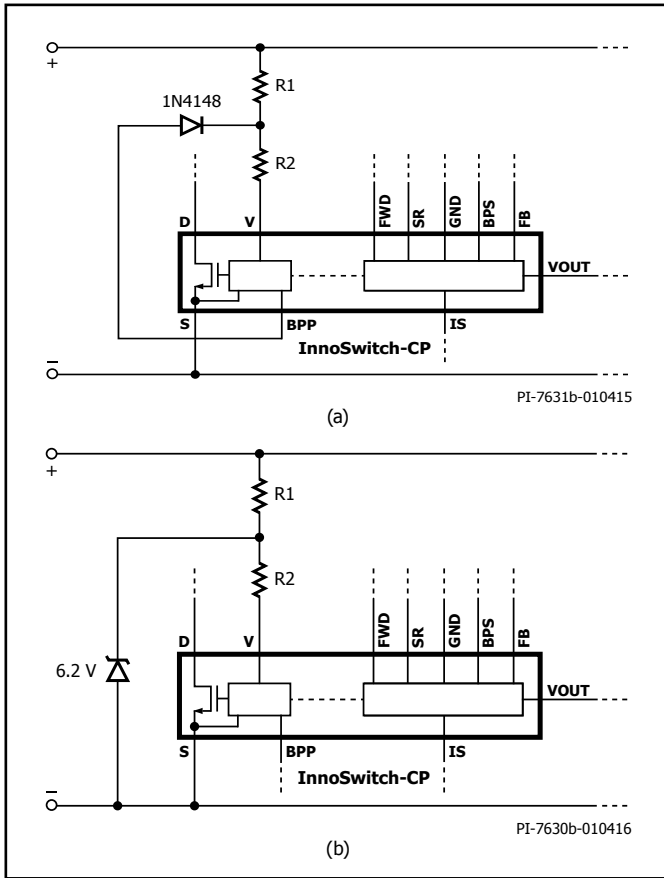 +
R1
1N4148
R2
D
V
FWD
SR
GND
BPS
FB
VOUT
S
BPP
IS
InnoSwitch-CP
–
PI-7631b-010415
(a)
+
R1
R2
D
V
FWD
SR
GND
BPS
FB
6.2 V
VOUT
S
BPP
IS
InnoSwitch-CP
–
PI-7630b-010416
(b)